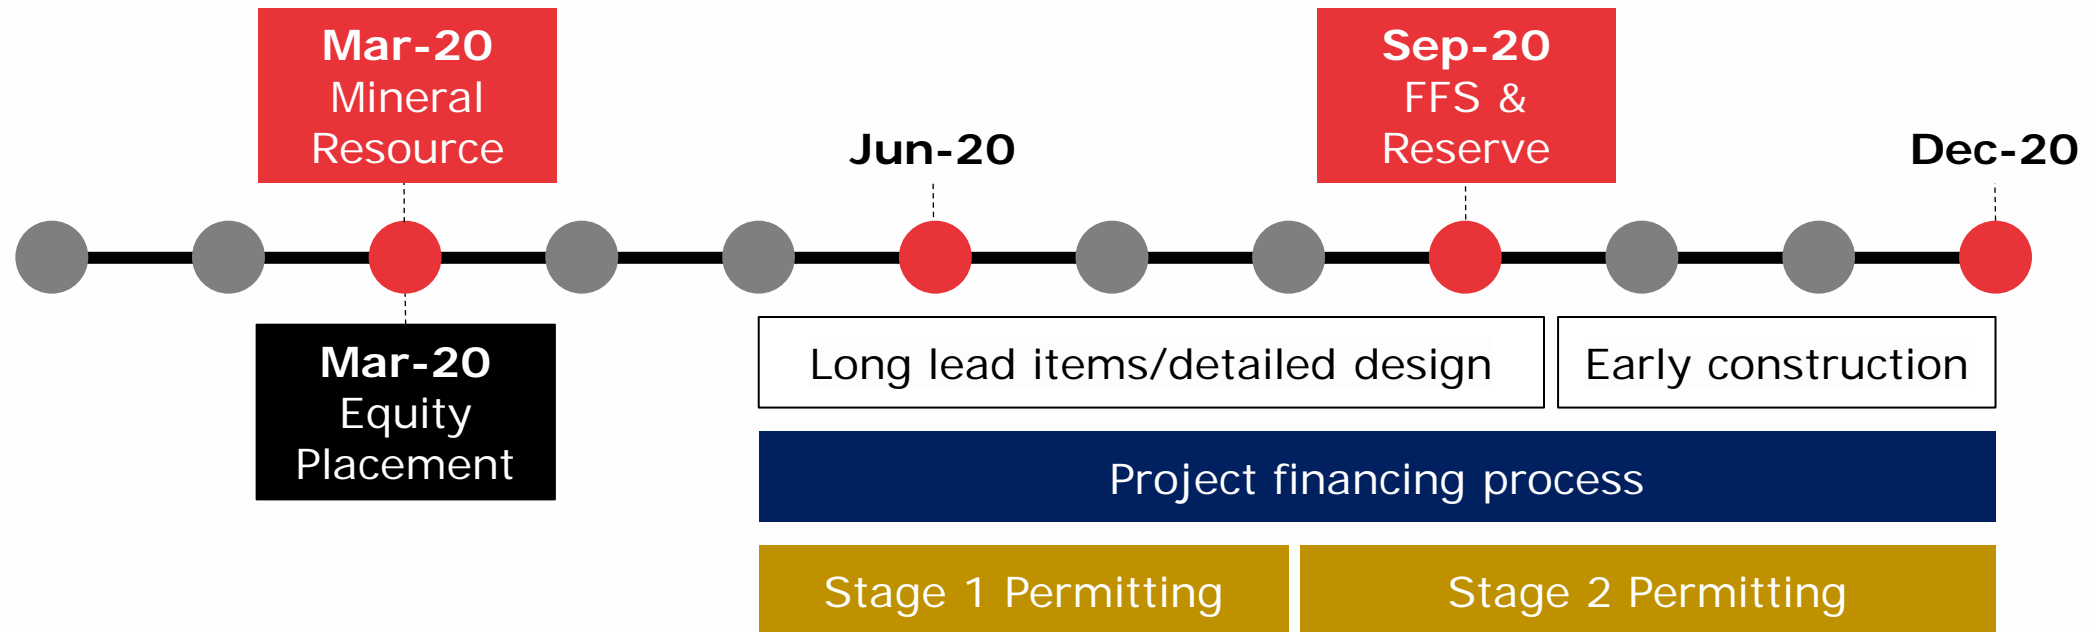 Mar-20
Mineral
Resource
Sep-20
FFS &
Reserve
Jun-20
Dec-20
Mar-20
Equity
Placement
Long lead items/detailed design
Early construction
Project financing process
Stage 1 Permitting
Stage 2 Permitting